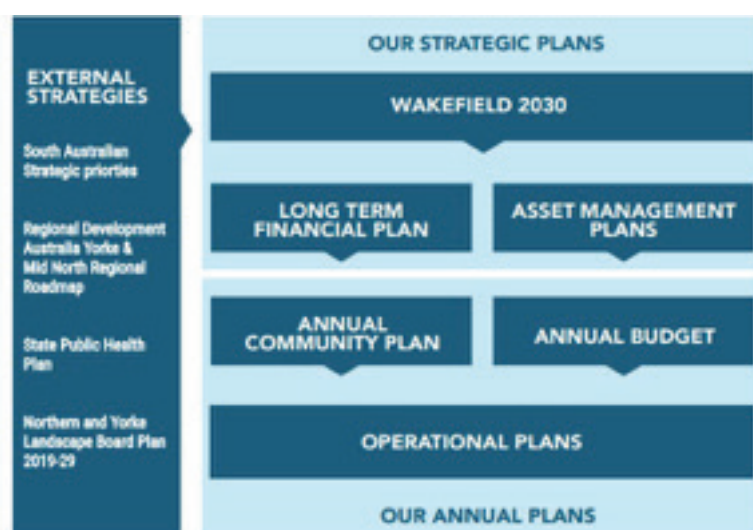 EXTERNAL
STRATEGIES
South Australian
Strategic priorties
Regional Development
Australia Yorke &
Mid North Regional
Roadmap
State Public Health
Plan
Northern and Yorke
Landscape Board Plan
2019-29
OUR STRATEGIC PLANS
WAKEFIELD 2030
LONG TERM
FINANCIAL PLAN
ASSET MANAGEMENT
PLANS
ANNUAL
COMMUNITY PLAN
ANNUAL BUDGET
OPERATIONAL PLANS
OUR ANNUAL PLANS